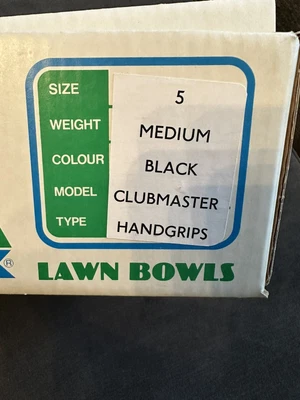 SIZE 5
WEIGHT MEDIUM
COLOUR BLACK
MODEL CLUBMASTER
TYPE HANDGRIPS
® LAWN BOWLS